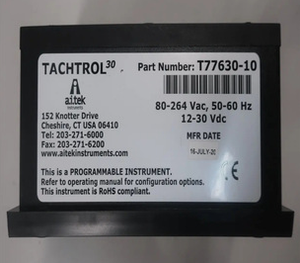 TACHTROL30
Part Number: T77630-10
a.i.tek
INSTRUMENTS
152 Knotter Drive
Cheshire, CT USA 06410
Tel: 203-271-6000
Fax: 203-271-6200
www.aitekinstruments.com
80-264 Vac, 50-60 Hz
12-30 Vdc
MFR DATE
16-JULY-20
CE
This is a PROGRAMMABLE INSTRUMENT.
Refer to operating manual for configuration options.
This instrument is RoHS compliant.